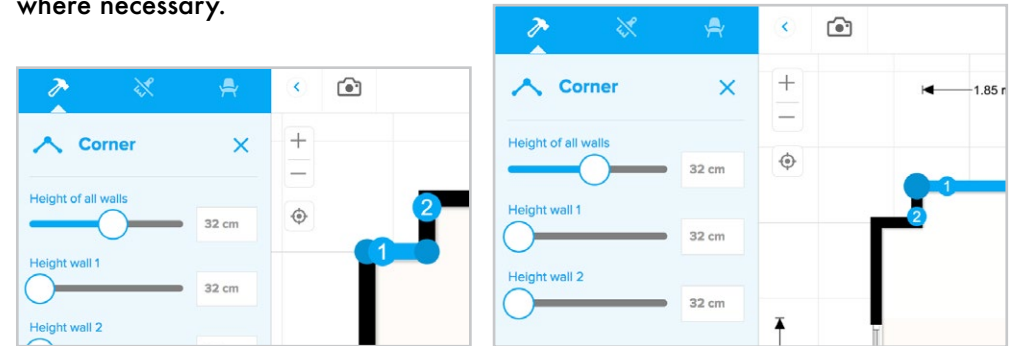 where necessary.
Corner
Height of all walls
32 cm
Height wall 1
32 cm
Height wall 2
1
2
Corner
Height of all walls
32 cm
Height wall 1
32 cm
Height wall 2
32 cm
1.85
1
2